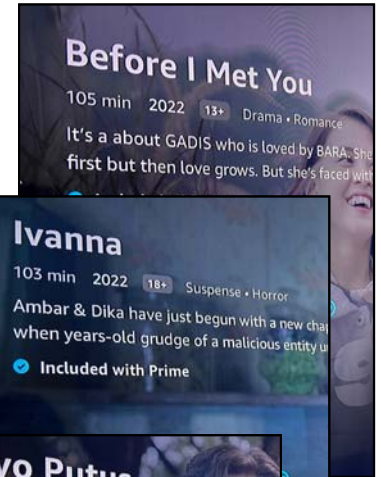 Before I Met You
105 min 2022 13+ Drama • Romance
It's a about GADIS who is loved by BARA. She
first but then love grows. But she's faced with
Ivanna
103 min 2022 18+ Suspense • Horror
Ambar & Dika have just begun with a new
when years-old grudge of a malicious entity
Included with Prime
yo Putus